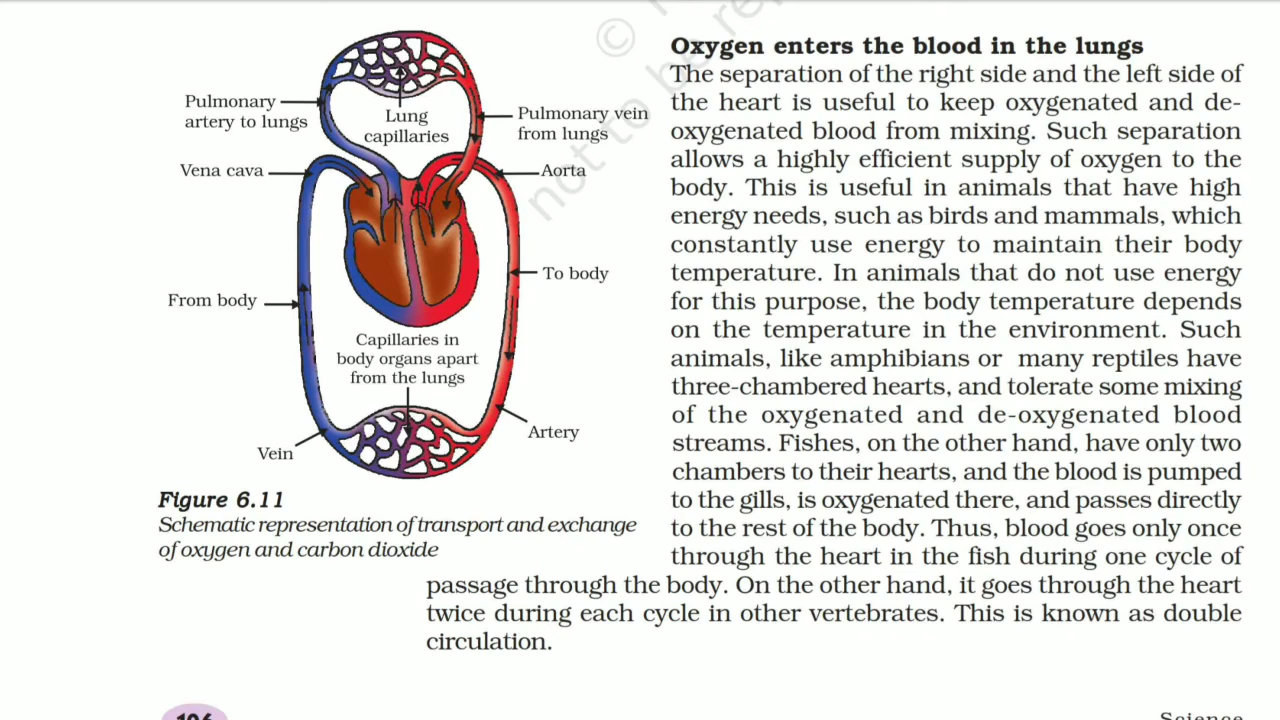 Pulmonary
artery to lungs
Lung
capillaries
Pulmonary vein
from lungs
Vena cava
Aorta
To body
From body
Capillaries in
body organs apart
from the lungs
Artery
Vein
Figure 6.11
Schematic representation of transport and exchange
of oxygen and carbon dioxide
©
not to be rep
Oxygen enters the blood in the lungs
The separation of the right side and the left side of
the heart is useful to keep oxygenated and de-
oxygenated blood from mixing. Such separation
allows a highly efficient supply of oxygen to the
body. This is useful in animals that have high
energy needs, such as birds and mammals, which
constantly use energy to maintain their body
temperature. In animals that do not use energy
for this purpose, the body temperature depends
on the temperature in the environment. Such
animals, like amphibians or many reptiles have
three-chambered hearts, and tolerate some mixing
of the oxygenated and de-oxygenated blood
streams. Fishes, on the other hand, have only two
chambers to their hearts, and the blood is pumped
to the gills, is oxygenated there, and passes directly
to the rest of the body. Thus, blood goes only once
through the heart in the fish during one cycle of
passage through the body. On the other hand, it goes through the heart
twice during each cycle in other vertebrates. This is known as double
circulation.
106
Science